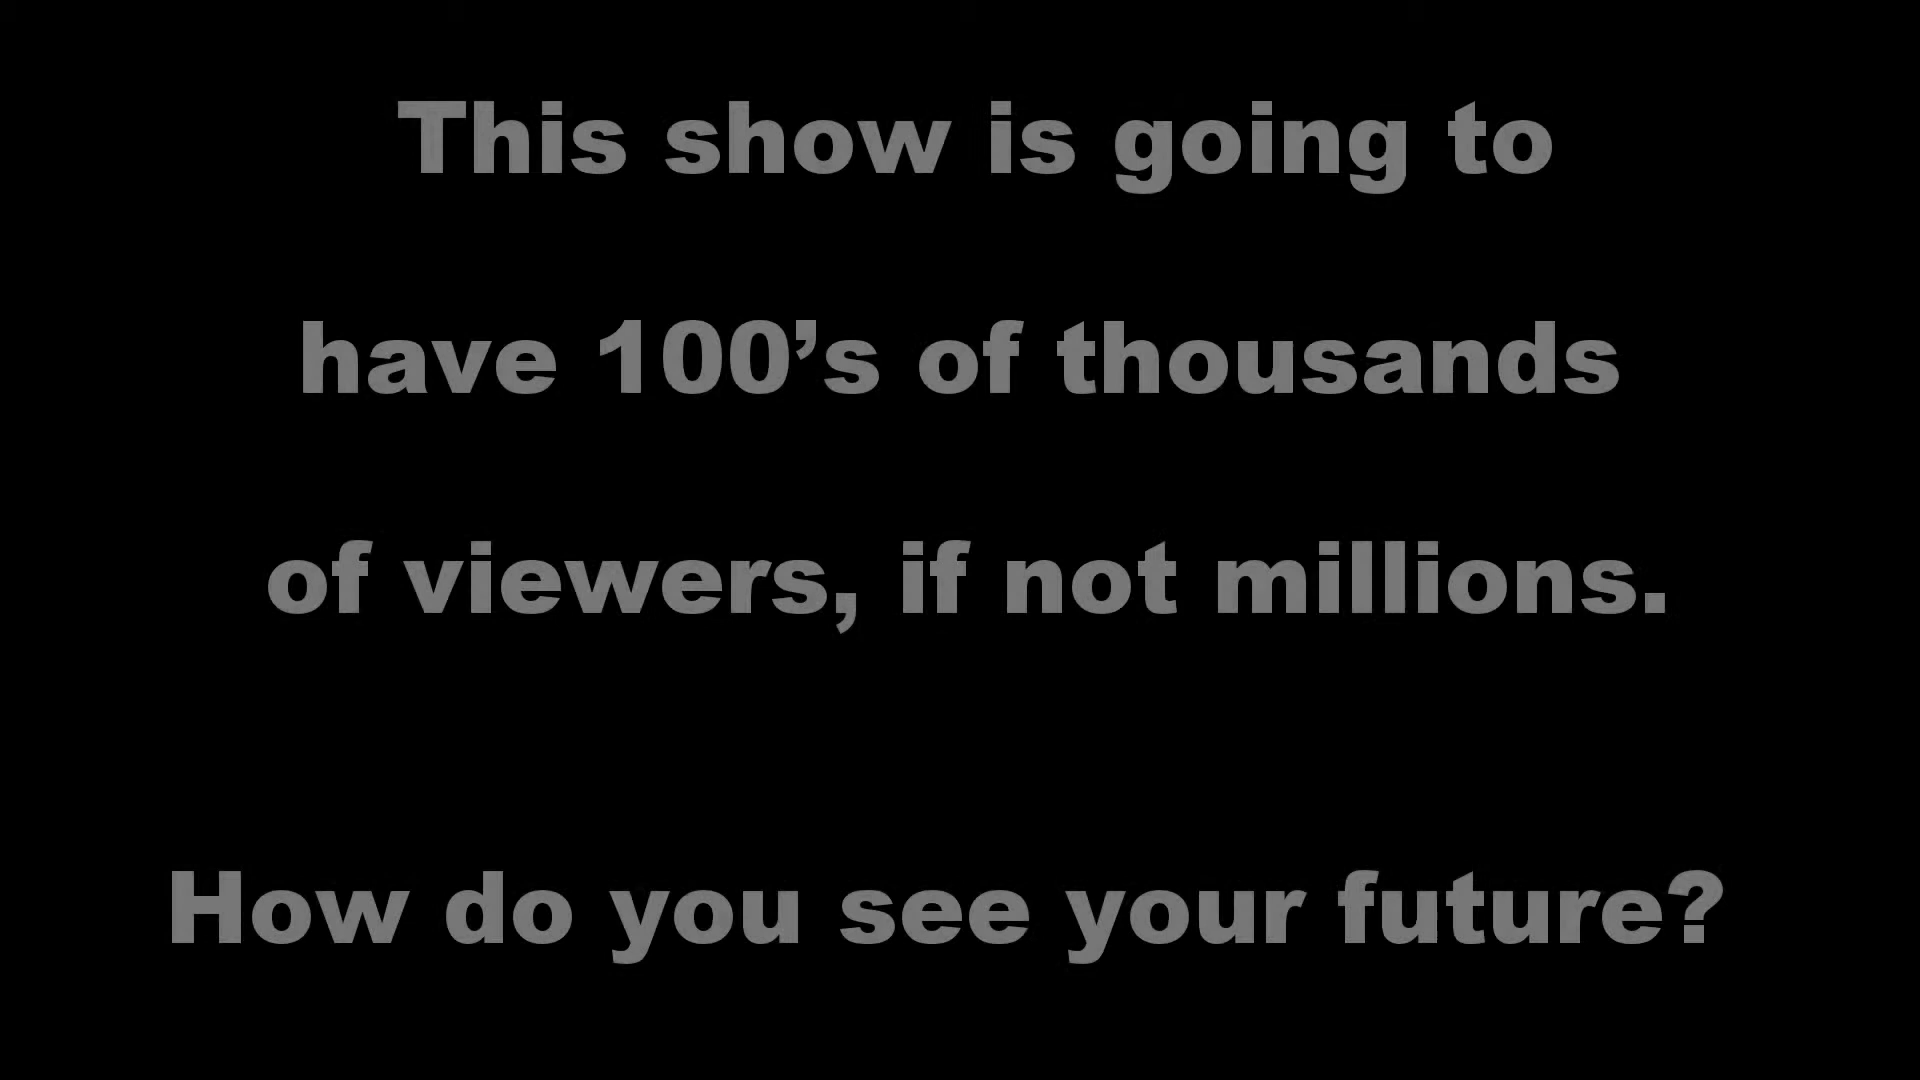 This show is going to
have 100’s of thousands
of viewers, if not millions.
How do you see your future?